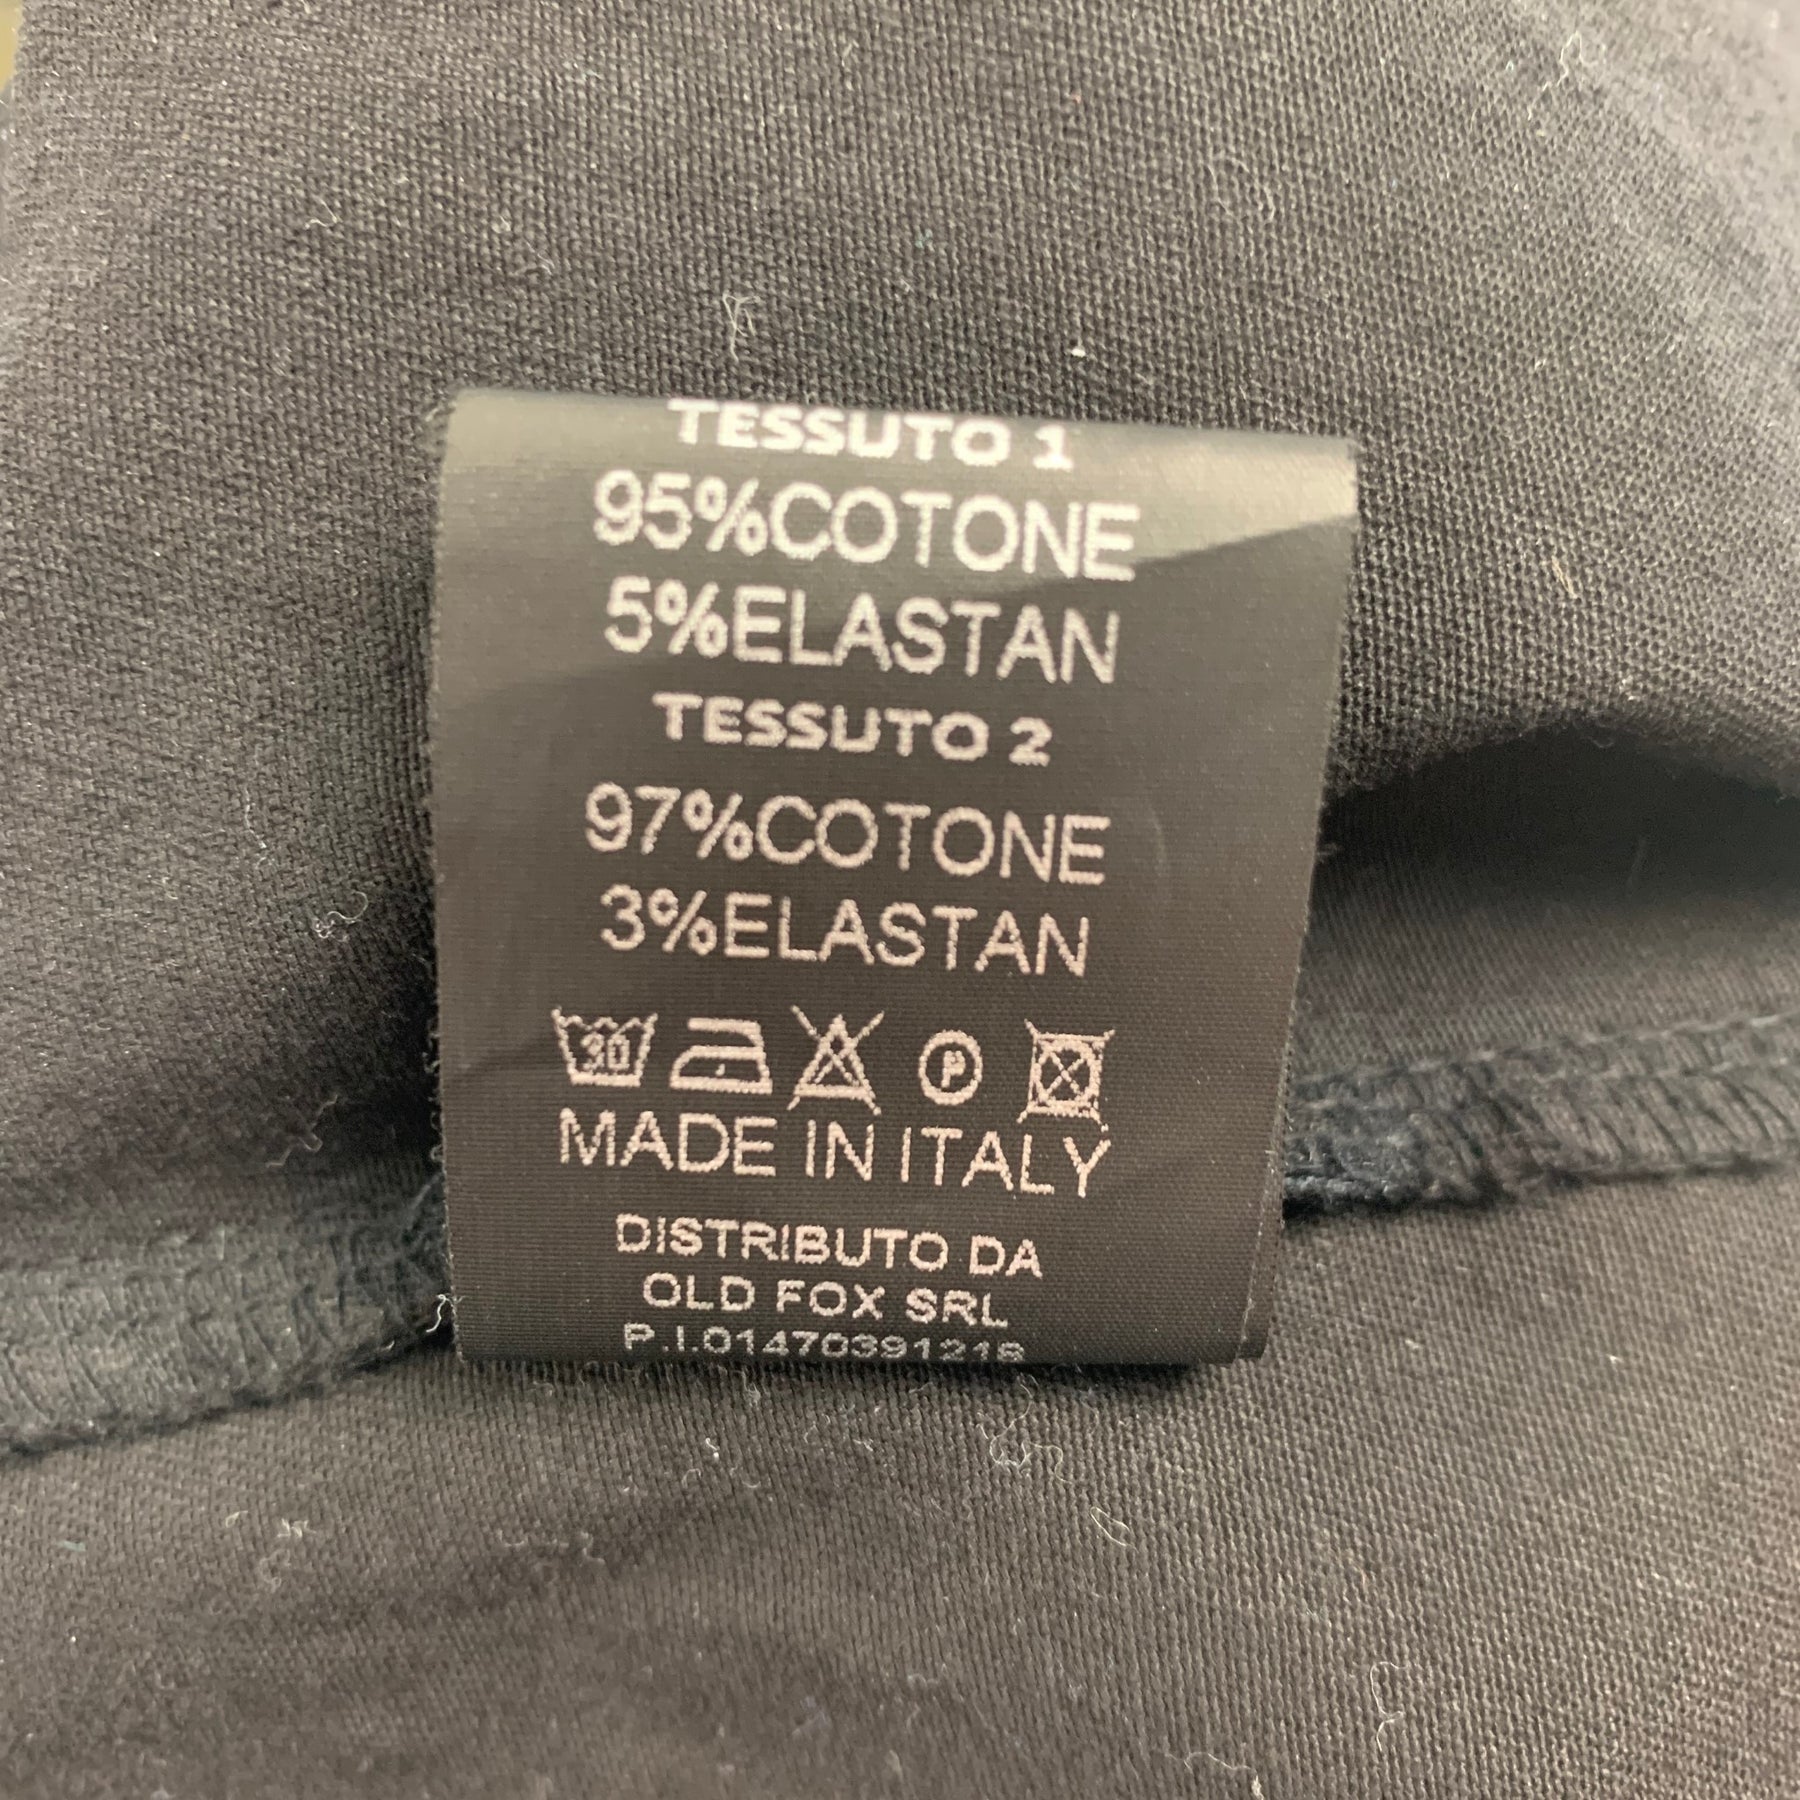 TESSUTO 1
95%COTONE
5%ELASTAN
TESSUTO 2
97%COTONE
3%ELASTAN
30 P
MADE IN ITALY
DISTRIBUTO DA
OLD FOX SRL